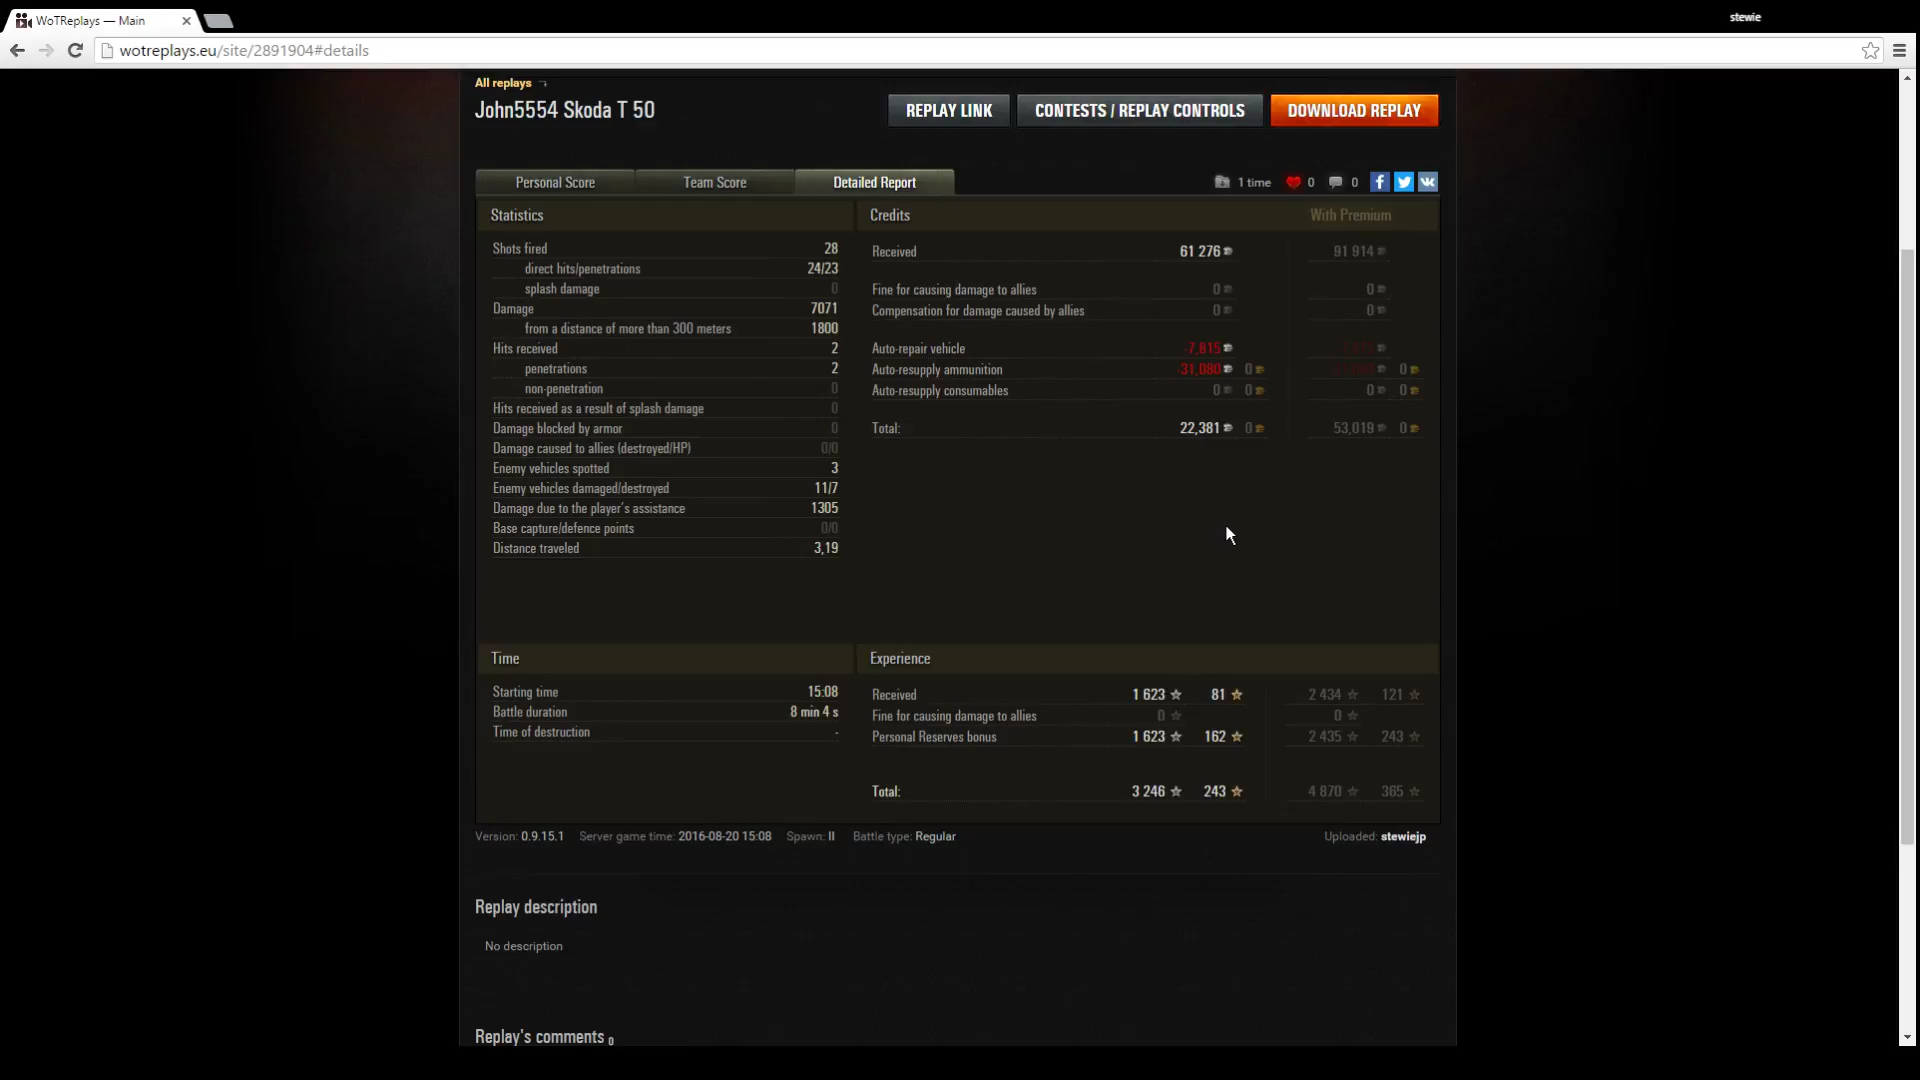 WoTReplays — Main
stewie
wotreplays.eu/site/2891904#details
All replays
John5554 Skoda T 50
REPLAY LINK
CONTESTS / REPLAY CONTROLS
DOWNLOAD REPLAY
Personal Score
Team Score
Detailed Report
1 time
0
0
Statistics
Shots fired 28
direct hits/penetrations 24/23
splash damage 0
Damage 7071
from a distance of more than 300 meters 1800
Hits received 2
penetrations 2
non-penetration 0
Hits received as a result of splash damage 0
Damage blocked by armor 0
Damage caused to allies (destroyed/HP) 0/0
Enemy vehicles spotted 3
Enemy vehicles damaged/destroyed 11/7
Damage due to the player's assistance 1305
Base capture/defence points 0/0
Distance traveled 3,19
Credits With Premium
Received 61 276 91 914
Fine for causing damage to allies 0 0
Compensation for damage caused by allies 0 0
Auto-repair vehicle -7,815
Auto-resupply ammunition -31,080 0 0
Auto-resupply consumables 0 0 0 0
Total: 22,381 0 53,019 0
Time
Starting time 15:08
Battle duration 8 min 4 s
Time of destruction -
Experience
Received 1 623 81 2 434 121
Fine for causing damage to allies 0 0
Personal Reserves bonus 1 623 162 2 435 243
Total: 3 246 243 4 870 365
Version: 0.9.15.1 Server game time: 2016-08-20 15:08 Spawn: II Battle type: Regular Uploaded: stewiejp
Replay description
No description
Replay's comments 0